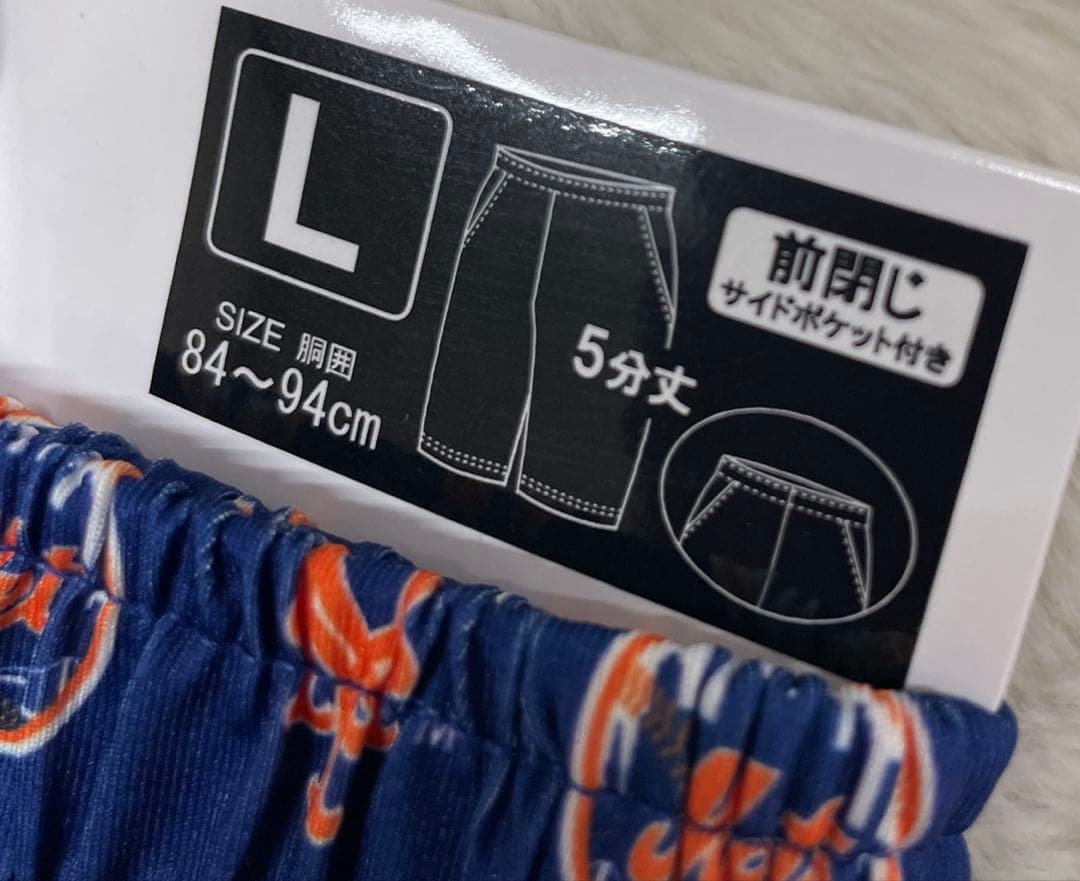 L
SIZE 胴囲
84～94cm
5分丈
前閉じ
サイドポケット付き